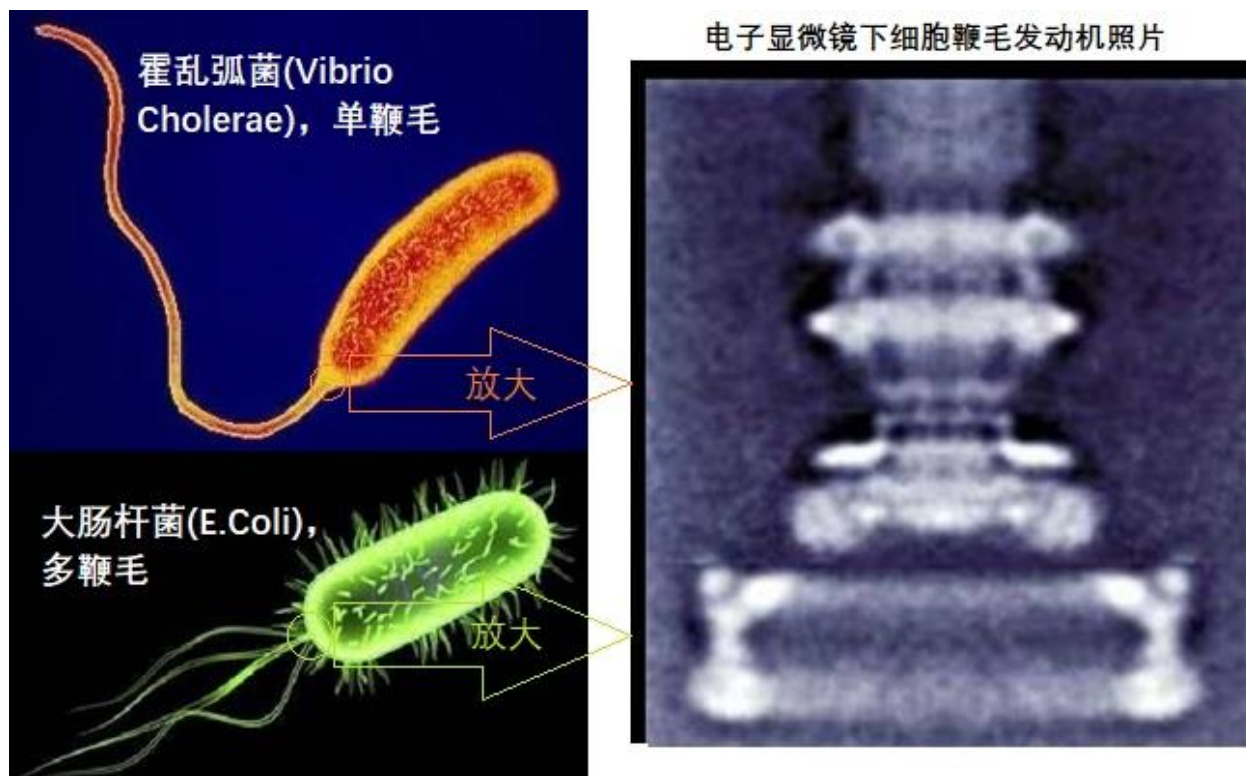 霍乱弧菌(Vibrio
Cholerae)，单鞭毛
放大
大肠杆菌(E.Coli),
多鞭毛
放大
电子显微镜下细胞鞭毛发动机照片